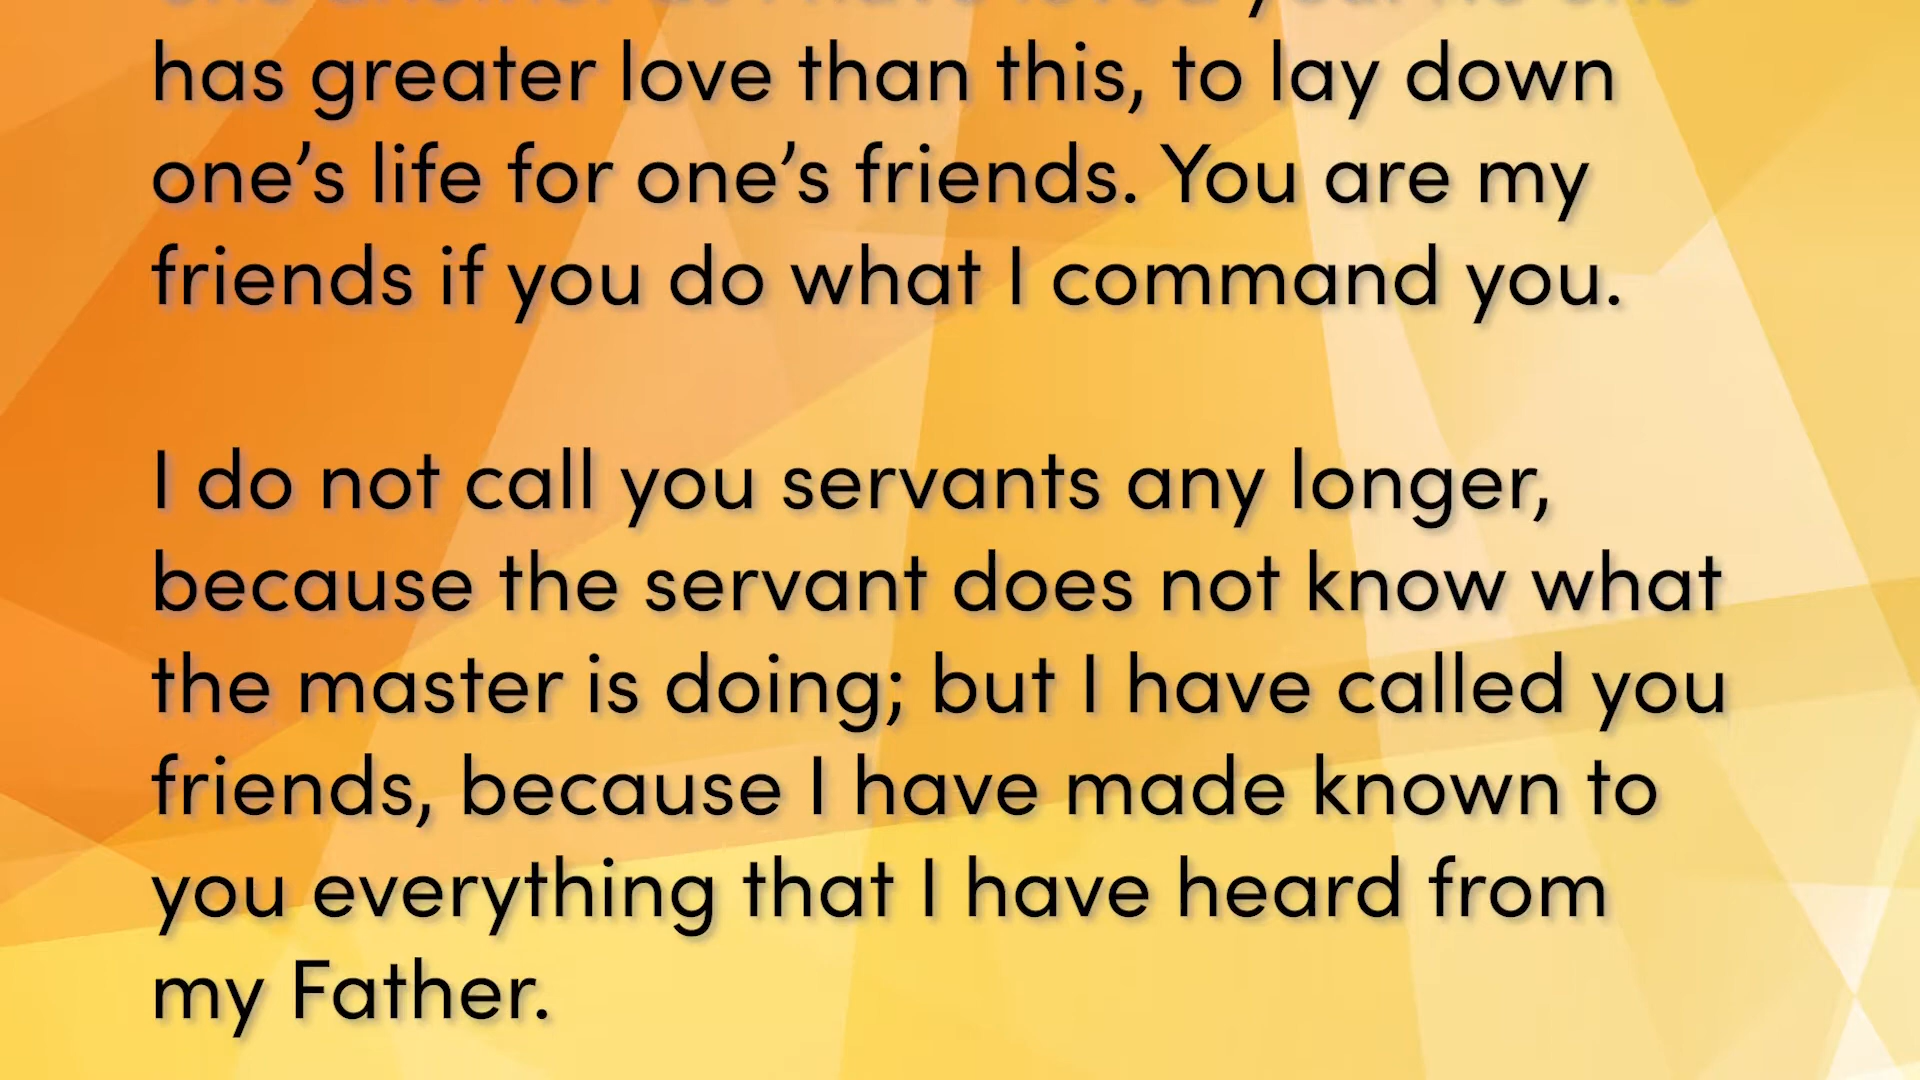 has greater love than this, to lay down
one’s life for one’s friends. You are my
friends if you do what I command you.
I do not call you servants any longer,
because the servant does not know what
the master is doing; but I have called you
friends, because I have made known to
you everything that I have heard from
my Father.